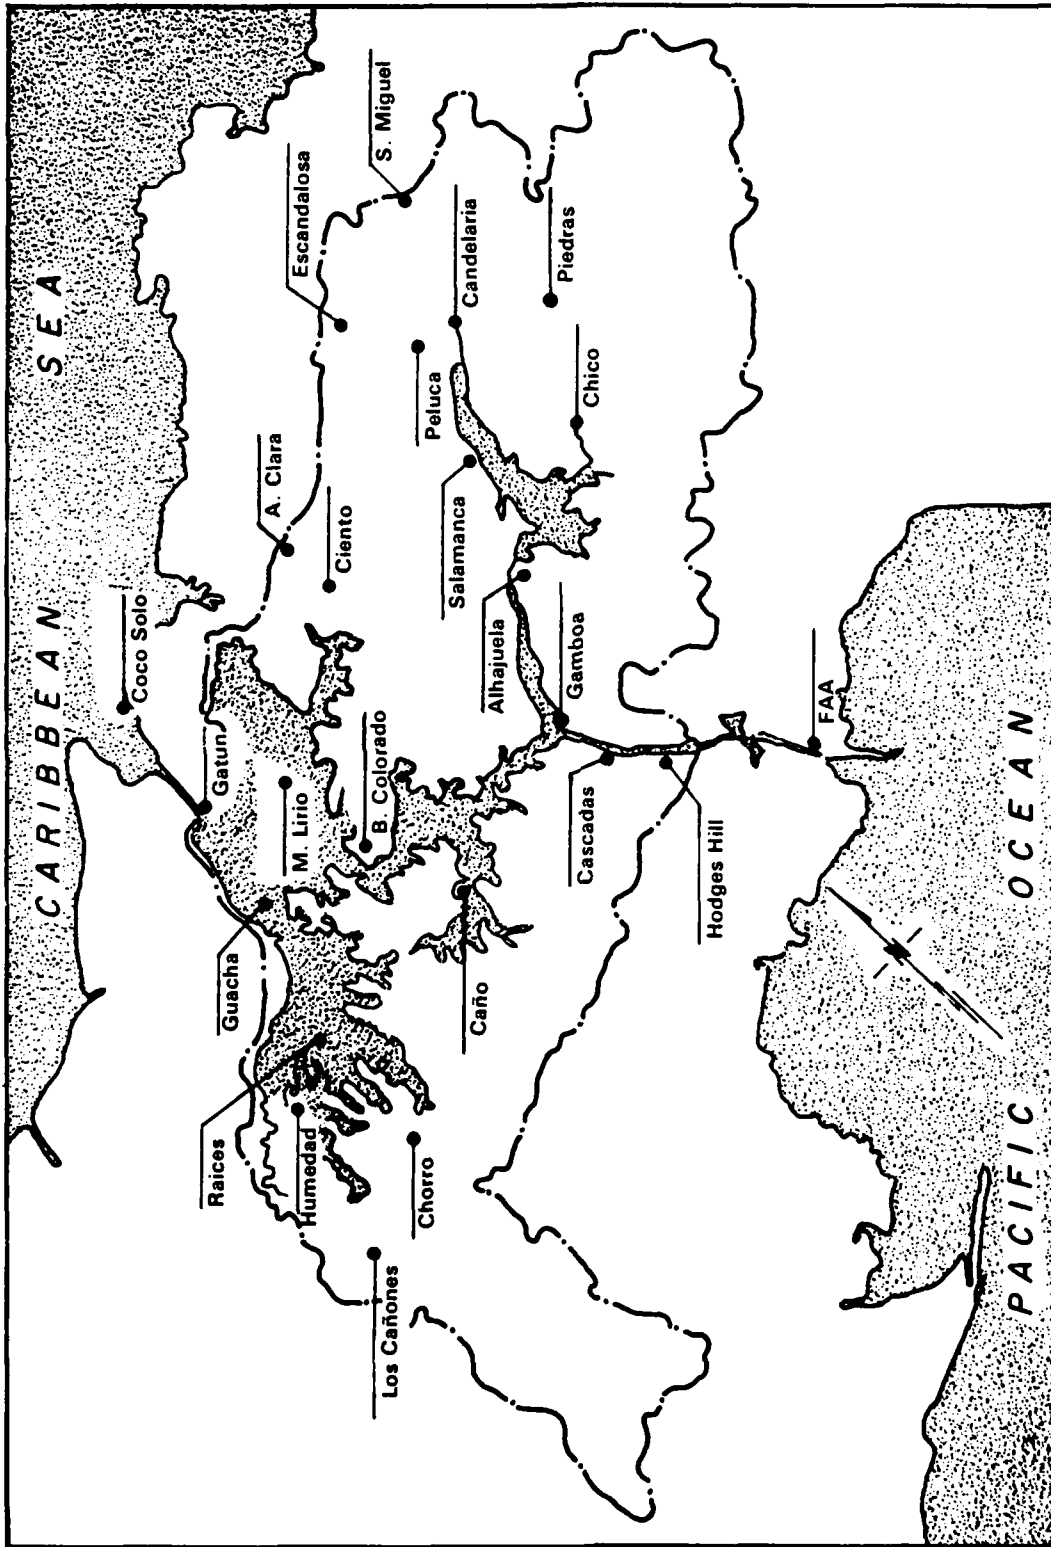 CARIBBEAN SEA
Coco Solo
Gatun
A. Clara
Escandalosa
S. Miguel
Guacha
M. Lirio
Ciento
Raices
Humedad
B. Colorado
Peluca
Candelaria
Los Cañones
Chorro
Caño
Salamanca
Alhajuela
Piedras
Chico
Gamboa
Cascadas
Hodges Hill
FAA
PACIFIC OCEAN